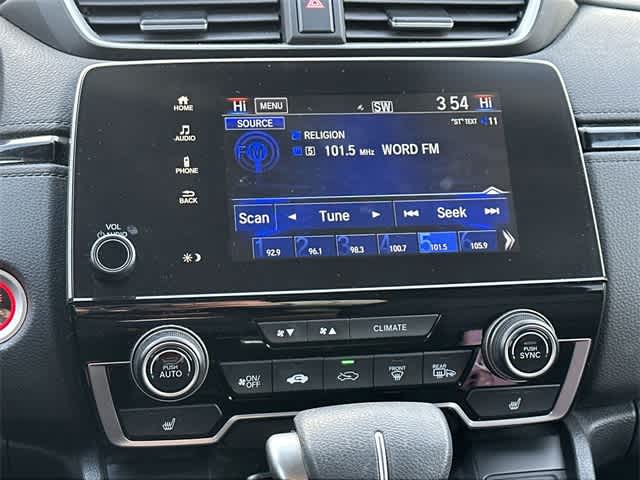 Hi MENU SW 3 54 Hi
HOME
SOURCE
"ST" TEXT 11
RELIGION
AUDIO
FM
5 101.5 MHz WORD FM
PHONE
BACK
Scan Tune Seek
VOL
AUDIO
1 92.9 2 96.1 3 98.3 4 100.7 5 101.5 6 105.9
CLIMATE
PUSH
AUTO
PUSH
SYNC
ON/
OFF
FRONT
REAR